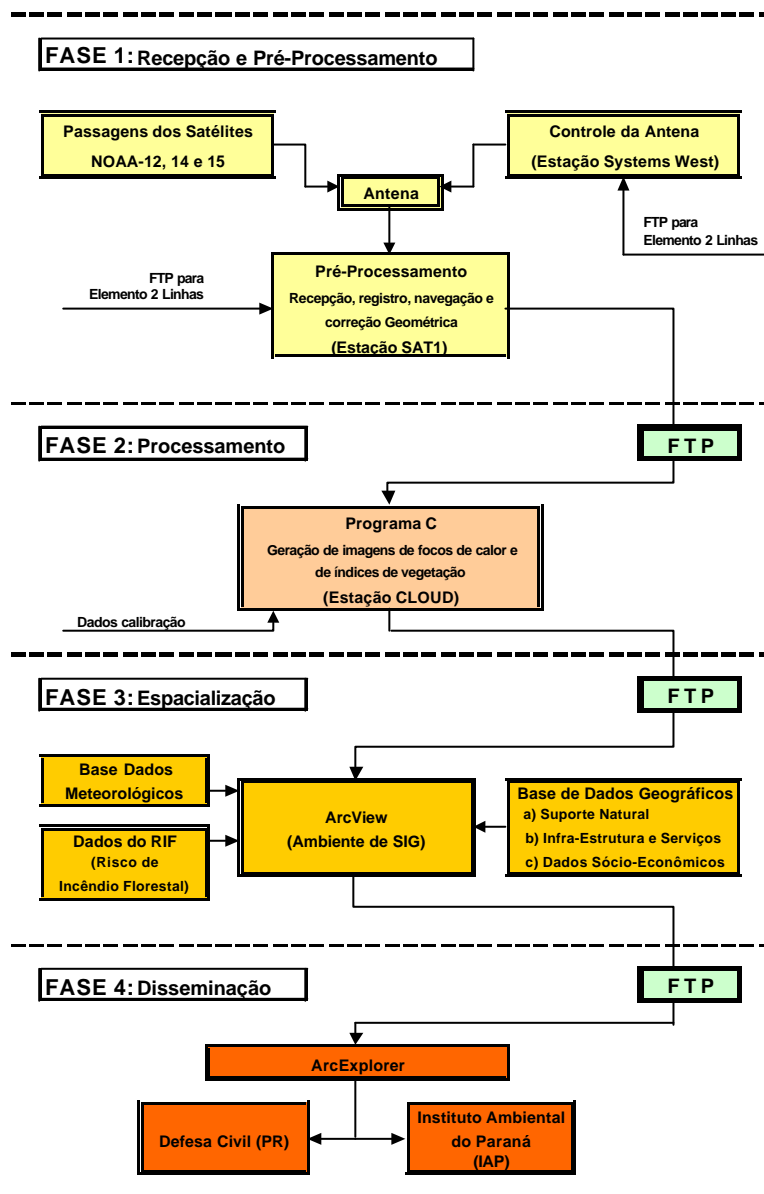 FASE 1: Recepção e Pré-Processamento
Passagens dos Satélites
NOAA-12, 14 e 15
Controle da Antena
(Estação Systems West)
Antena
FTP para
Elemento 2 Linhas
FTP para
Elemento 2 Linhas
Pré-Processamento
Recepção, registro, navegação e
correção Geométrica
(Estação SAT1)
FASE 2: Processamento
FTP
Programa C
Geração de imagens de focos de calor e
de índices de vegetação
(Estação CLOUD)
Dados calibração
FASE 3: Espacialização
FTP
Base Dados
Meteorológicos
Dados do RIF
(Risco de
Incêndio Florestal)
ArcView
(Ambiente de SIG)
Base de Dados Geográficos
a) Suporte Natural
b) Infra-Estrutura e Serviços
c) Dados Sócio-Econômicos
FASE 4: Disseminação
FTP
ArcExplorer
Defesa Civil (PR)
Instituto Ambiental
do Paraná
(IAP)